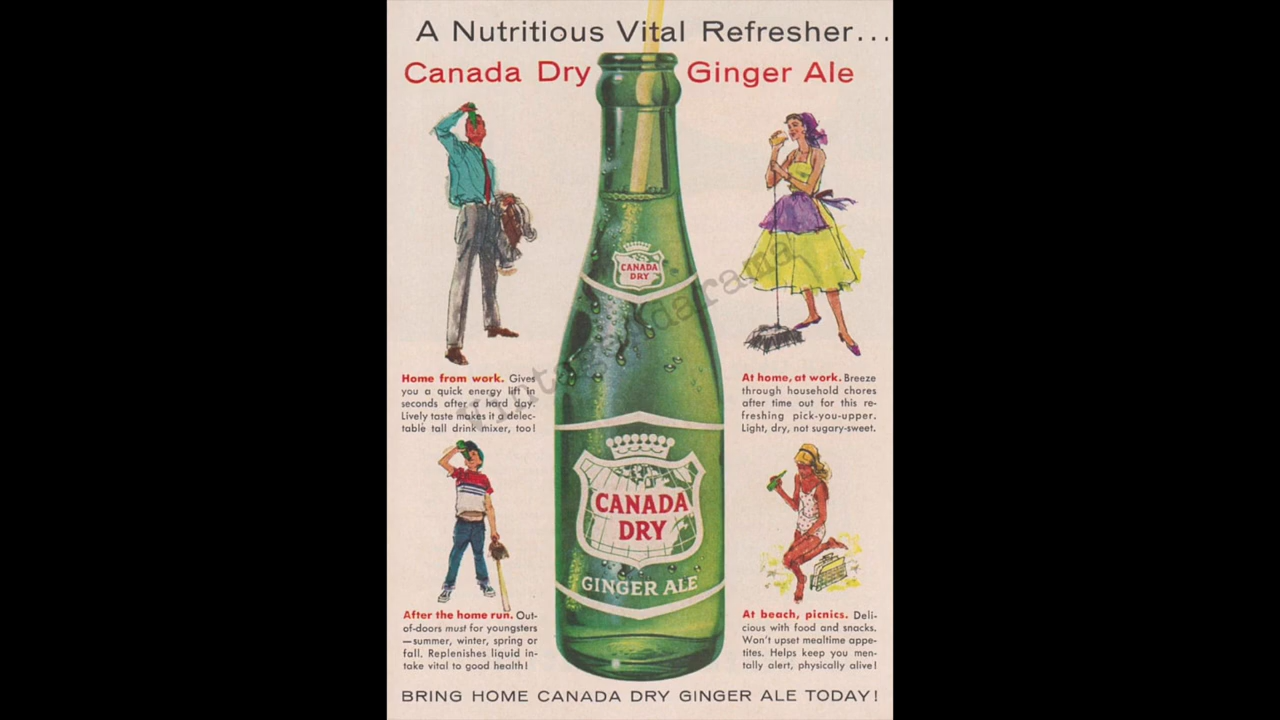 A Nutritious Vital Refresher...
Canada Dry Ginger Ale
CANADA
DRY
Home from work. Gives
you a quick energy lift in
seconds after a hard day.
Lively taste makes it a delec-
table tall drink mixer, too!
At home, at work. Breeze
through household chores
after time out for this re-
freshing pick-you-upper.
Light, dry, not sugary-sweet.
CANADA
DRY
GINGER ALE
After the home run. Out-
of-doors must for youngsters
—summer, winter, spring or
fall. Replenishes liquid in-
take vital to good health!
At beach, picnics. Deli-
cious with food and snacks.
Won't upset mealtime appe-
tites. Helps keep you men-
tally alert, physically alive!
BRING HOME CANADA DRY GINGER ALE TODAY!